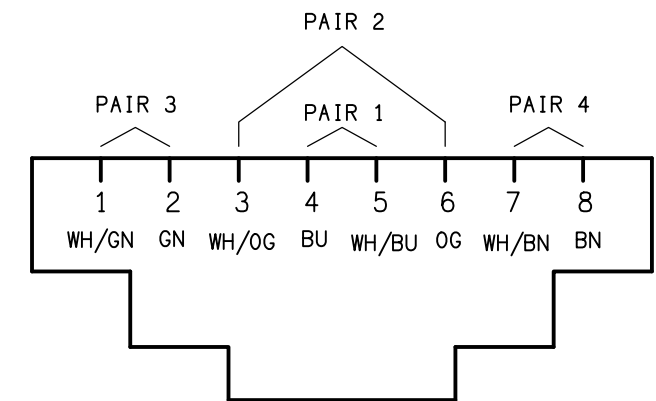 PAIR 2
PAIR 3 PAIR 1 PAIR 4
1 2 3 4 5 6 7 8
WH/GN GN WH/OG BU WH/BU OG WH/BN BN